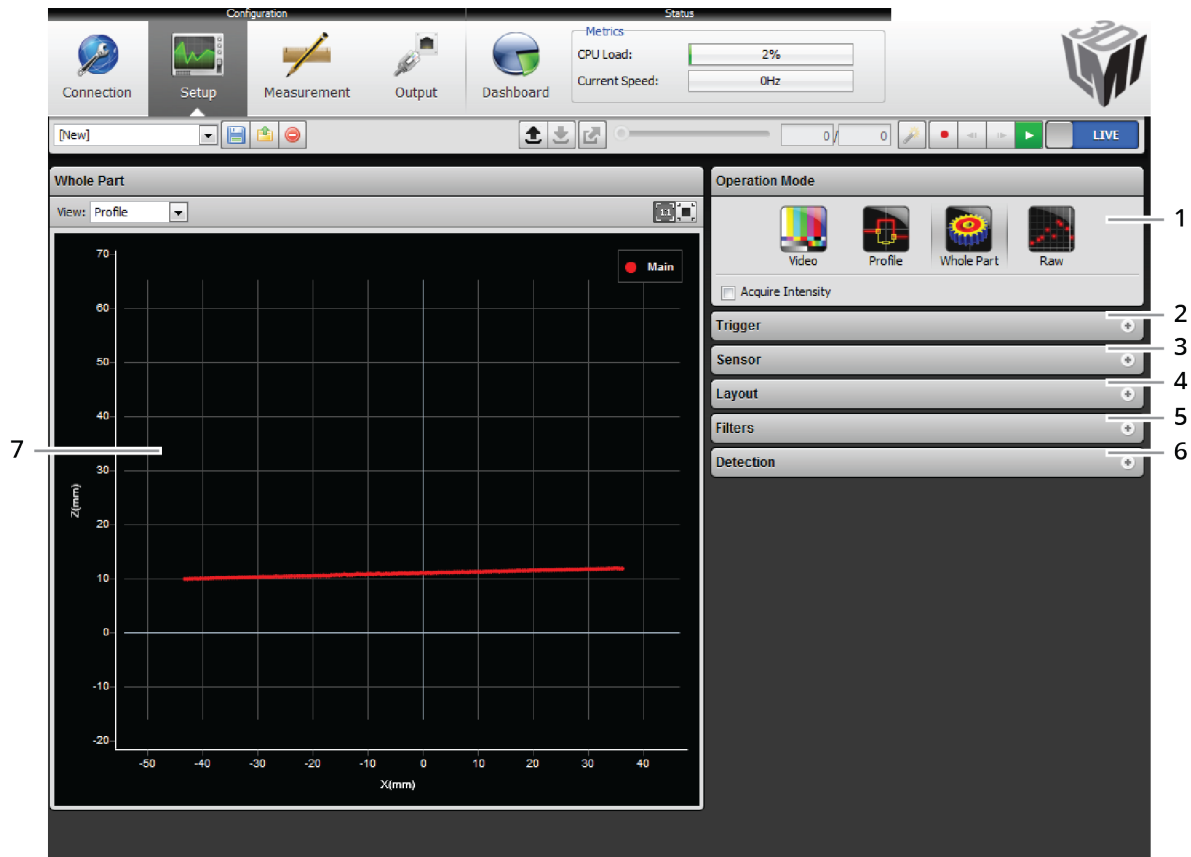 Configuration
Status
Connection
Setup
Measurement
Output
Dashboard
Metrics
CPU Load:
2%
Current Speed:
0Hz
3D
LMI
[New]
0 / 0
LIVE
Whole Part
View: Profile
1:1
Main
70
60
50
40
30
20
10
0
-10
-20
Z(mm)
-50 -40 -30 -20 -10 0 10 20 30 40
X(mm)
7
Operation Mode
Video
Profile
Whole Part
Raw
Acquire Intensity
1
Trigger
2
Sensor
3
Layout
4
Filters
5
Detection
6